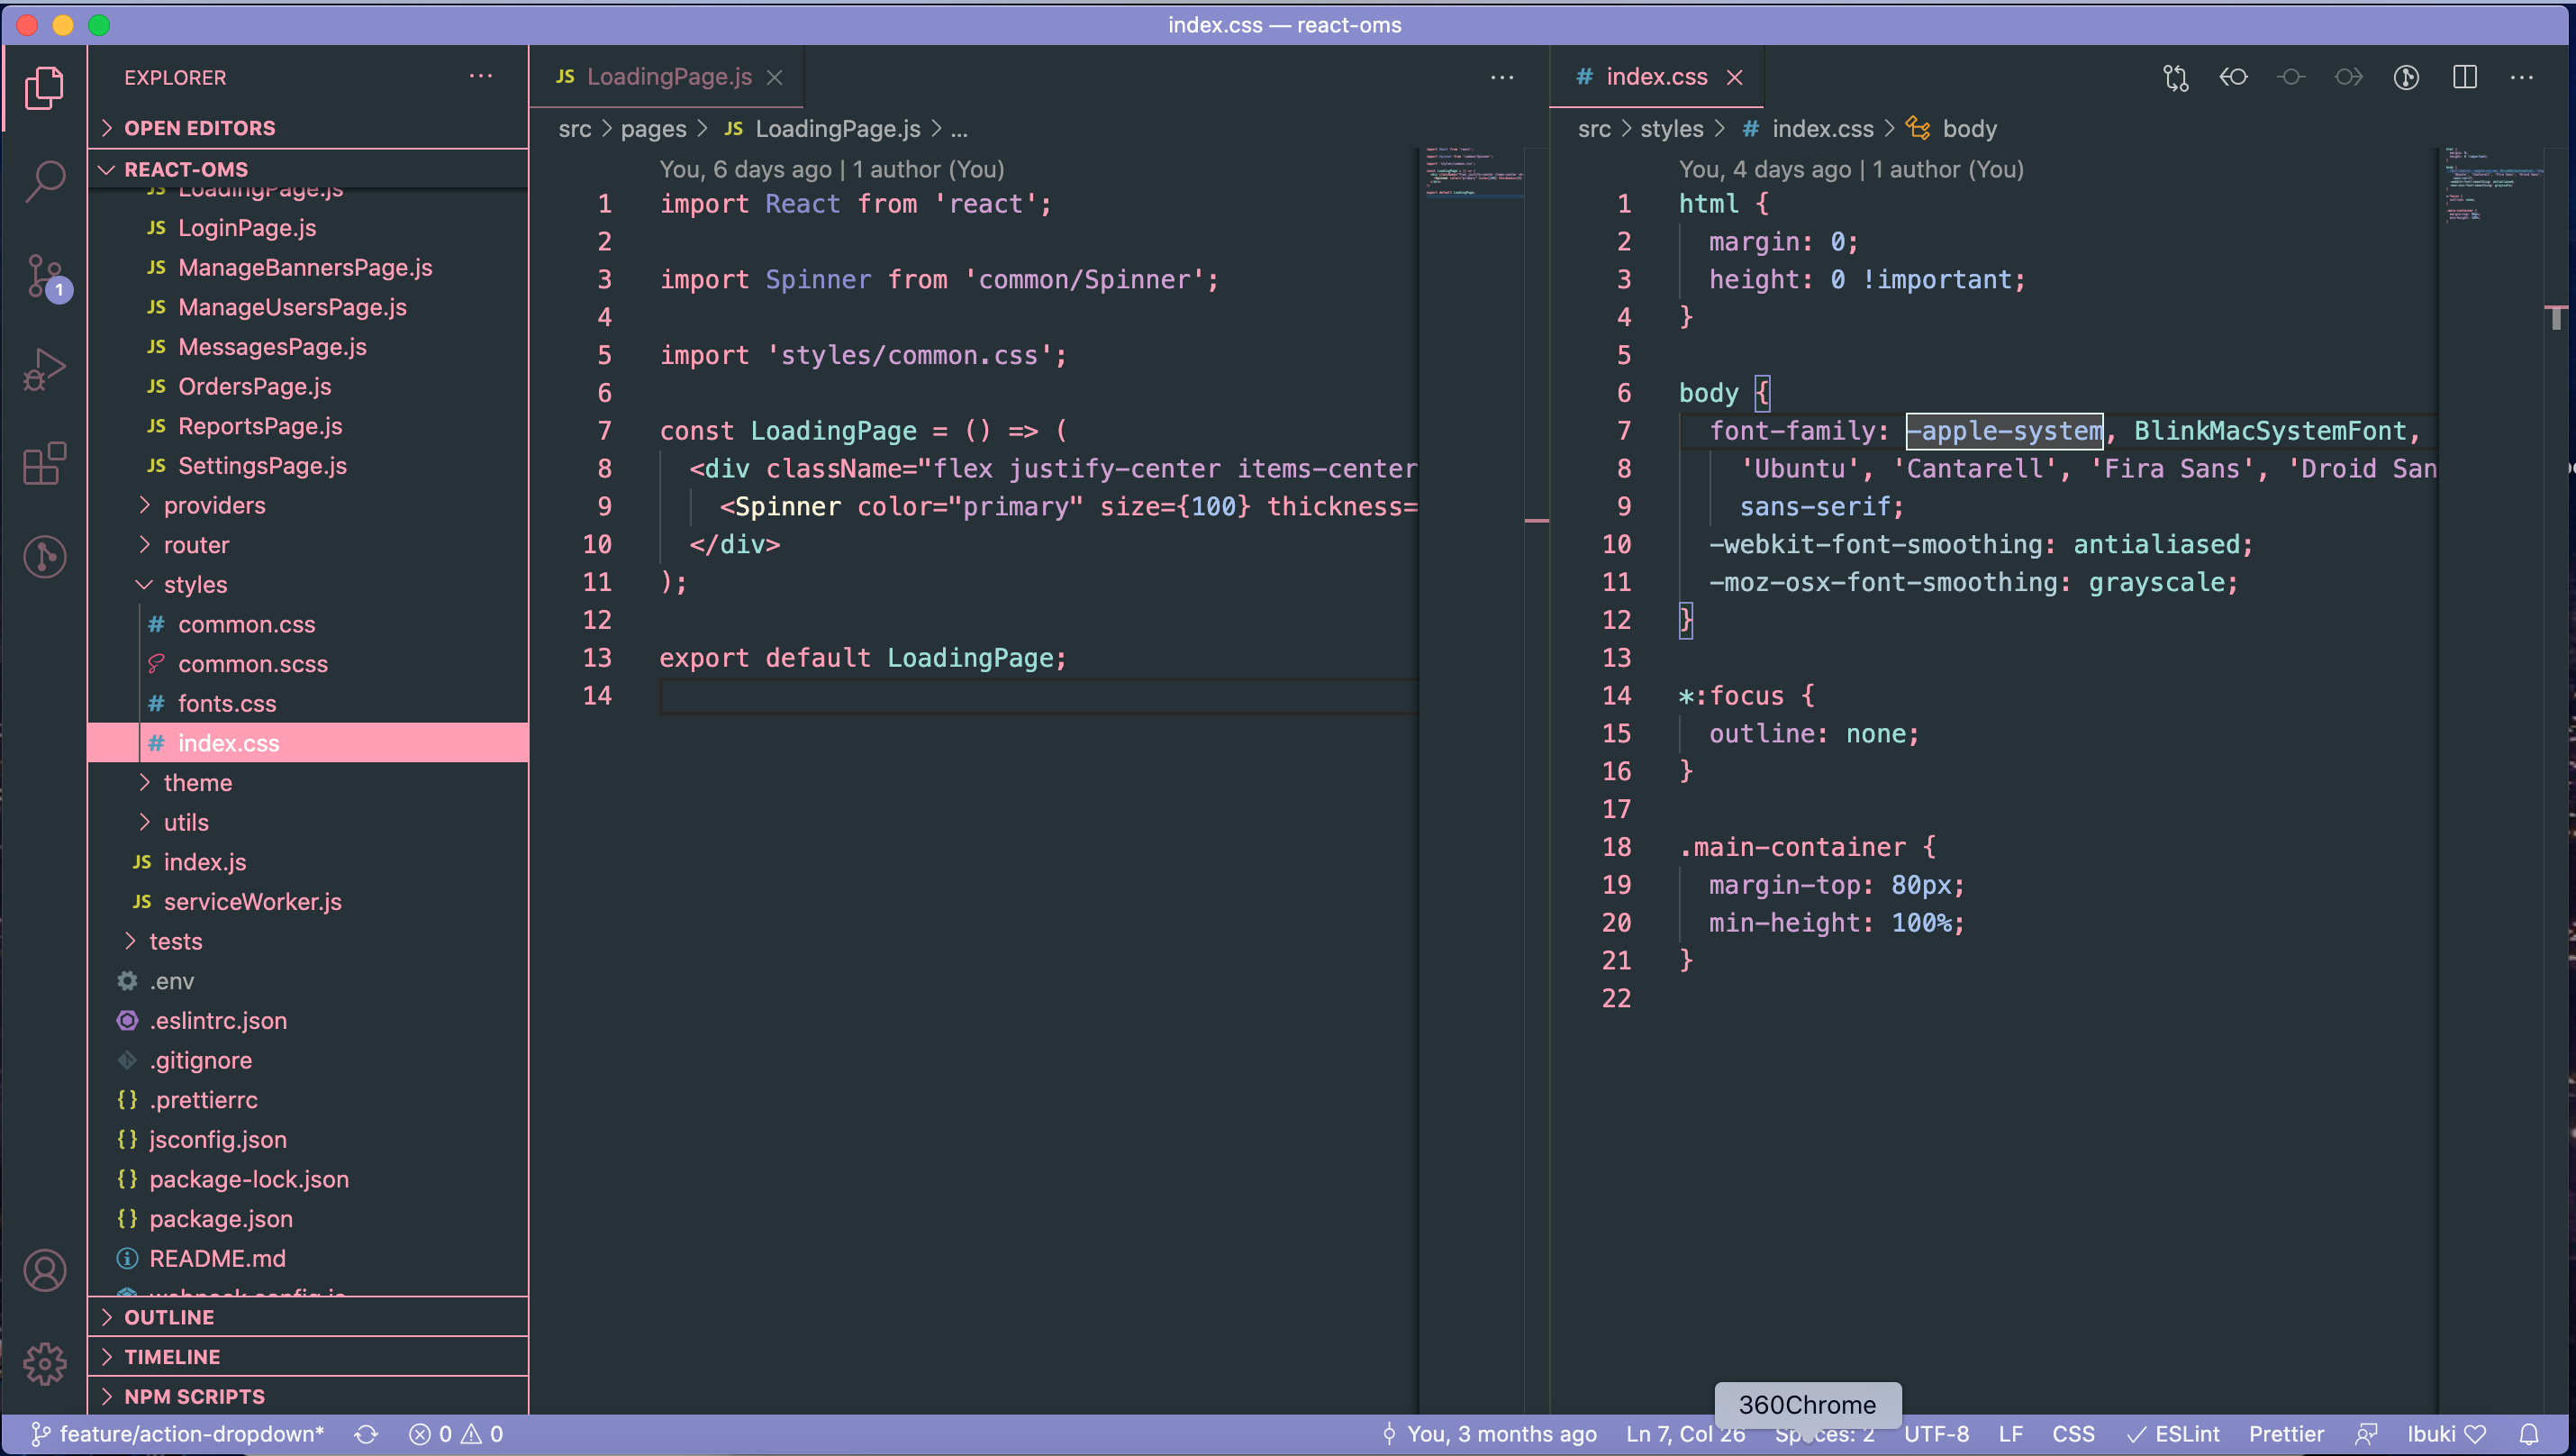 index.css — react-oms
EXPLORER
OPEN EDITORS
REACT-OMS
LoadingPage.js
LoginPage.js
ManageBannersPage.js
ManageUsersPage.js
MessagesPage.js
OrdersPage.js
ReportsPage.js
SettingsPage.js
providers
router
styles
common.css
common.scss
fonts.css
index.css
theme
utils
index.js
serviceWorker.js
tests
.env
.eslintrc.json
.gitignore
.prettierrc
jsconfig.json
package-lock.json
package.json
README.md
webpack.config.js
OUTLINE
TIMELINE
NPM SCRIPTS
1
JS LoadingPage.js
src > pages > JS LoadingPage.js > ...
You, 6 days ago | 1 author (You)
1 import React from 'react';
2
3 import Spinner from 'common/Spinner';
4
5 import 'styles/common.css';
6
7 const LoadingPage = () => (
8 <div className="flex justify-center items-center
9 <Spinner color="primary" size={100} thickness=
10 </div>
11 );
12
13 export default LoadingPage;
14
# index.css
src > styles > # index.css > body
You, 4 days ago | 1 author (You)
1 html {
2 margin: 0;
3 height: 0 !important;
4 }
5
6 body {
7 font-family: -apple-system, BlinkMacSystemFont,
8 'Ubuntu', 'Cantarell', 'Fira Sans', 'Droid San
9 sans-serif;
10 -webkit-font-smoothing: antialiased;
11 -moz-osx-font-smoothing: grayscale;
12 }
13
14 *:focus {
15 outline: none;
16 }
17
18 .main-container {
19 margin-top: 80px;
20 min-height: 100%;
21 }
22
360Chrome
feature/action-dropdown* 0 0 You, 3 months ago Ln 7, Col 26 Spaces: 2 UTF-8 LF CSS ESLint Prettier Ibuki ♡